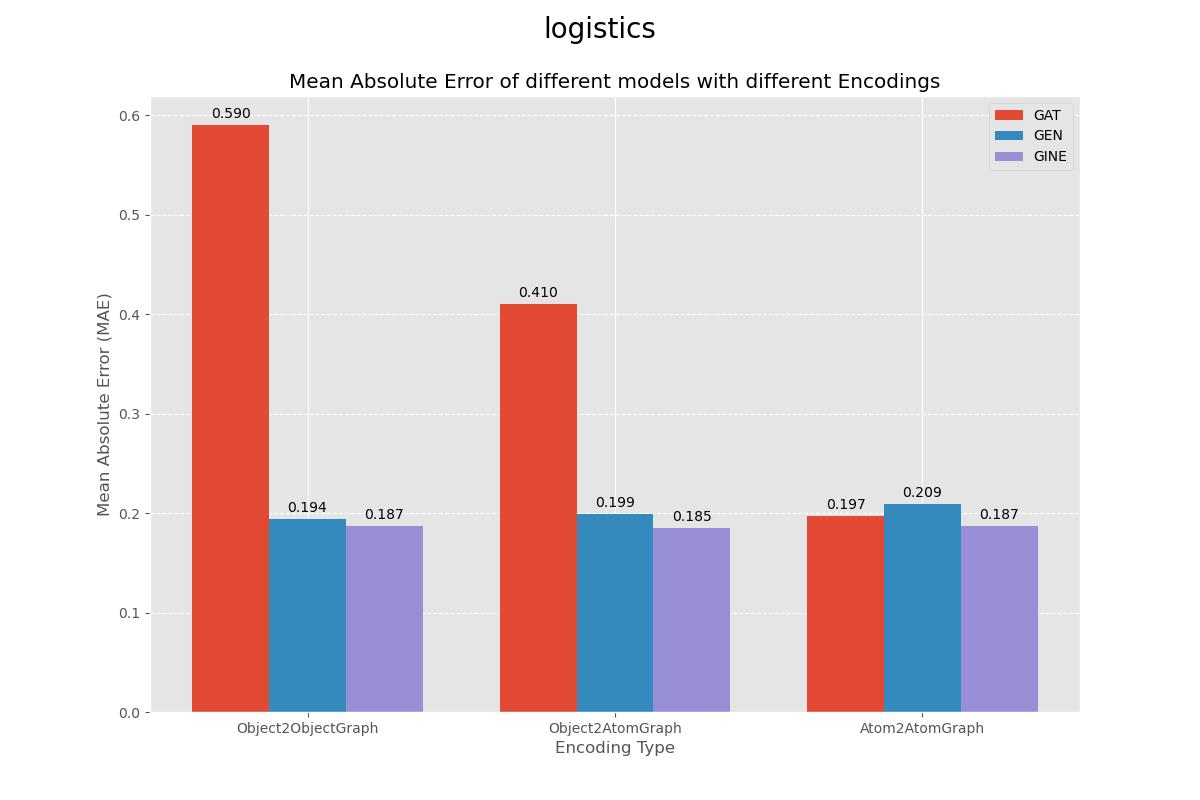 logistics
Mean Absolute Error of different models with different Encodings
GAT
GEN
GINE
Mean Absolute Error (MAE)
0.6
0.5
0.4
0.3
0.2
0.1
0.0
0.590
0.194
0.187
0.410
0.199
0.185
0.197
0.209
0.187
Object2ObjectGraph
Object2AtomGraph
Atom2AtomGraph
Encoding Type